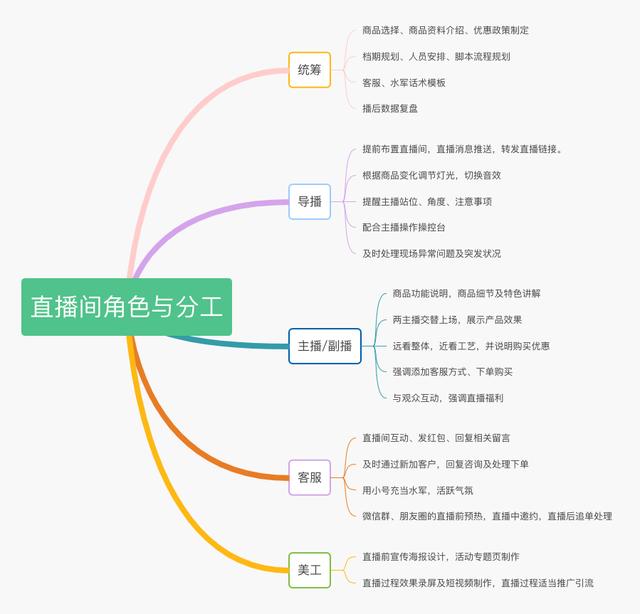 直播间角色与分工
统筹
商品选择、商品资料介绍、优惠政策制定
档期规划、人员安排、脚本流程规划
客服、水军话术模板
播后数据复盘
导播
提前布置直播间，直播消息推送，转发直播链接。
根据商品变化调节灯光，切换音效
提醒主播站位、角度、注意事项
配合主播操作操控台
及时处理现场异常问题及突发状况
主播/副播
商品功能说明，商品细节及特色讲解
两主播交替上场，展示产品效果
远看整体，近看工艺，并说明购买优惠
强调添加客服方式、下单购买
与观众互动，强调直播福利
客服
直播间互动、发红包、回复相关留言
及时通过新加客户，回复咨询及处理下单
用小号充当水军，活跃气氛
微信群、朋友圈的直播前预热，直播中邀约，直播后追单处理
美工
直播前宣传海报设计，活动专题页制作
直播过程效果录屏及短视频制作，直播过程适当推广引流